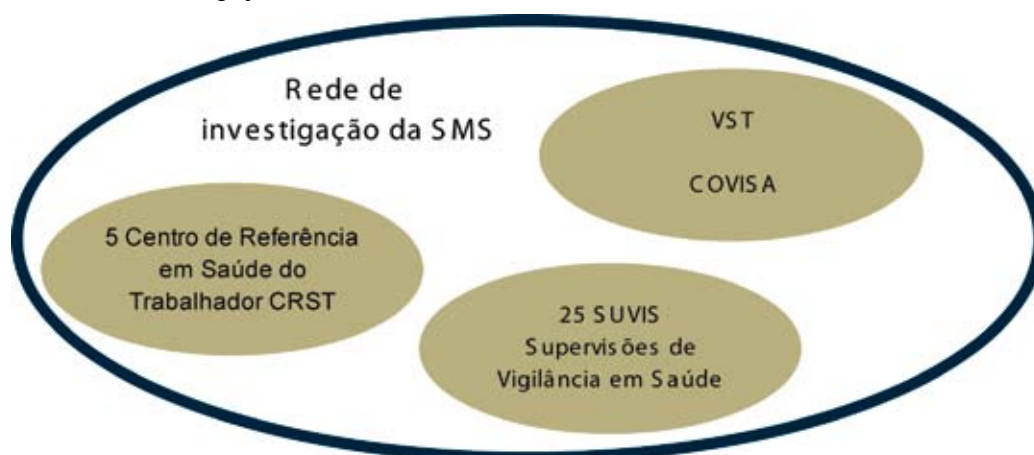 Rede de
investigação da SMS
VST
COVISA
5 Centro de Referência
em Saúde do
Trabalhador CRST
25 SUVIS
Supervisões de
Vigilância em Saúde